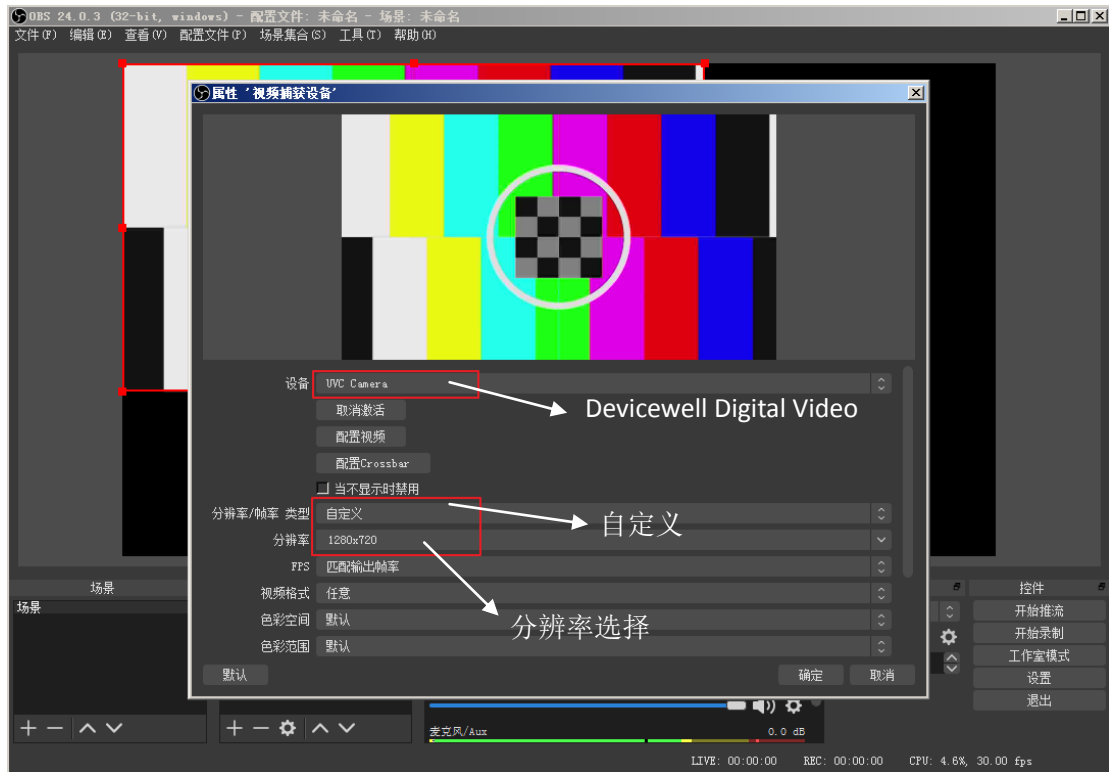 OBS 24.0.3 (32-bit, windows) - 配置文件: 未命名 - 场景: 未命名
文件(F) 编辑(E) 查看(V) 配置文件(P) 场景集合(S) 工具(T) 帮助(H)
属性 '视频捕获设备'
设备 UVC Camera
Devicewell Digital Video
取消激活
配置视频
配置Crossbar
当不显示时禁用
分辨率/帧率 类型 自定义
自定义
分辨率 1280x720
FPS 匹配输出帧率
视频格式 任意
分辨率选择
色彩空间 默认
色彩范围 默认
默认 确定 取消
场景
场景
控件
开始推流
开始录制
工作室模式
设置
退出
麦克风/Aux 0.0 dB
LIVE: 00:00:00 REC: 00:00:00 CPU: 4.6%, 30.00 fps